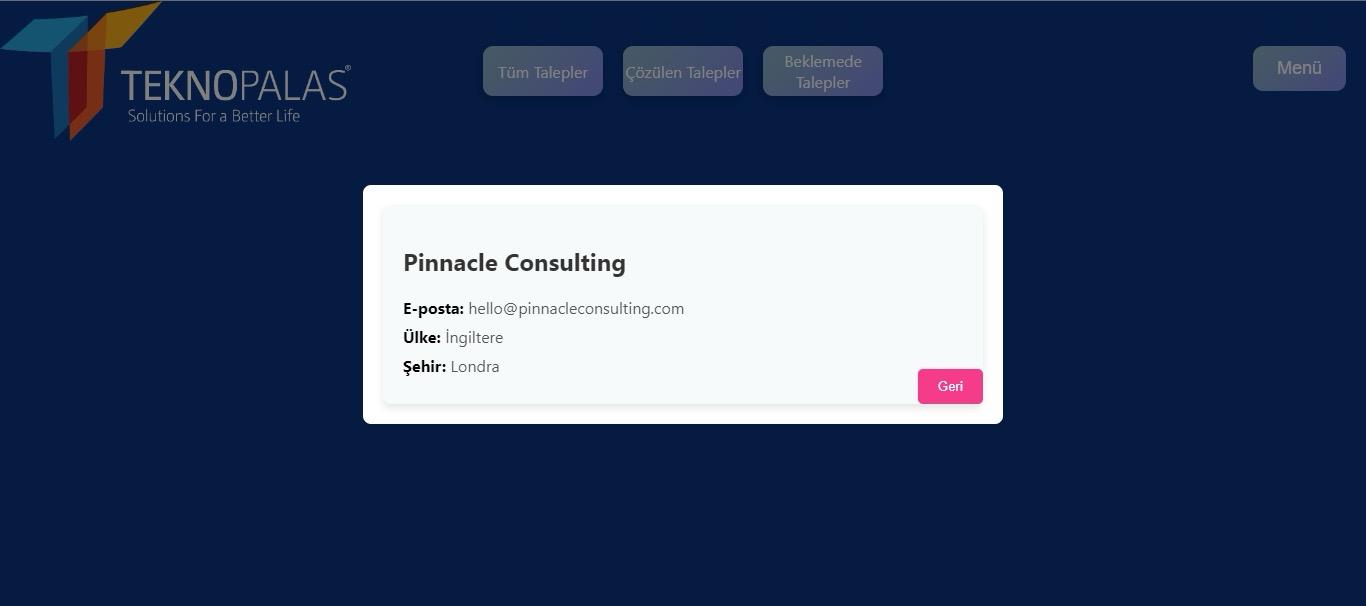 TEKNOPALAS®
Solutions For a Better Life
Tüm Talepler
Çözülen Talepler
Beklemede
Talepler
Menü
Pinnacle Consulting
E-posta: hello@pinnacleconsulting.com
Ülke: İngiltere
Şehir: Londra
Geri